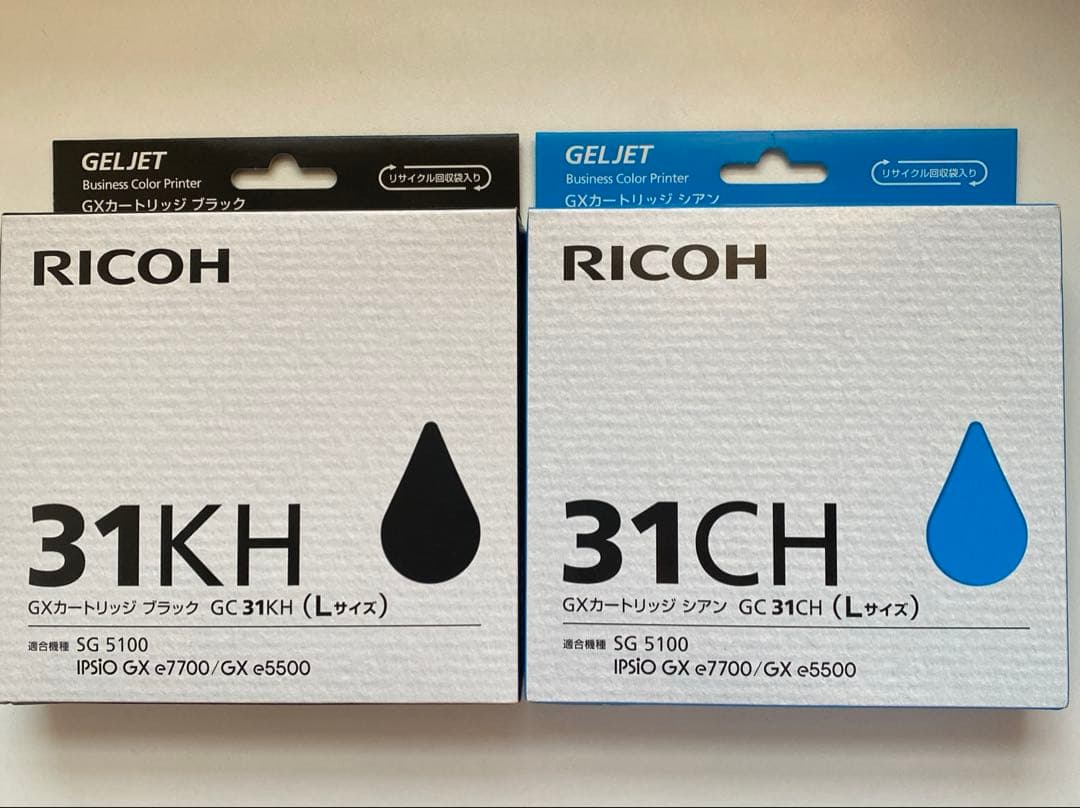 GELJET
Business Color Printer
リサイクル回収袋入り
GXカートリッジ ブラック
RICOH
31KH
GXカートリッジ ブラック GC 31KH (Lサイズ)
適合機種 SG 5100
IPSiO GX e7700/GX e5500
GELJET
Business Color Printer
リサイクル回収袋入り
GXカートリッジ シアン
RICOH
31CH
GXカートリッジ シアン GC 31CH (Lサイズ)
適合機種 SG 5100
IPSiO GX e7700/GX e5500